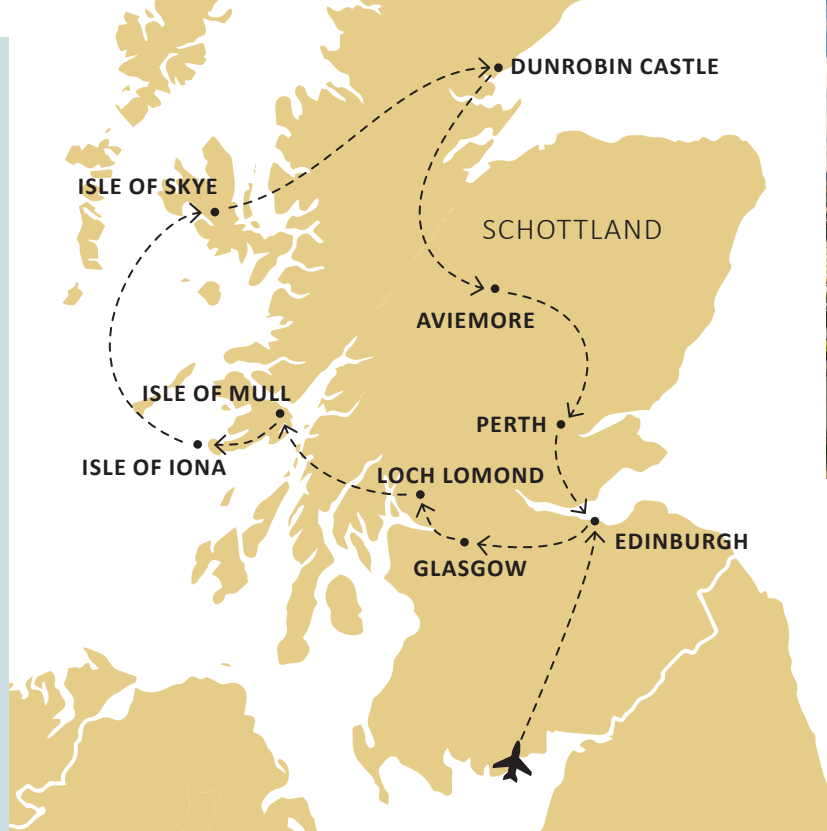 DUNROBIN CASTLE
ISLE OF SKYE
SCHOTTLAND
AVIEMORE
ISLE OF MULL
PERTH
ISLE OF IONA
LOCH LOMOND
EDINBURGH
GLASGOW